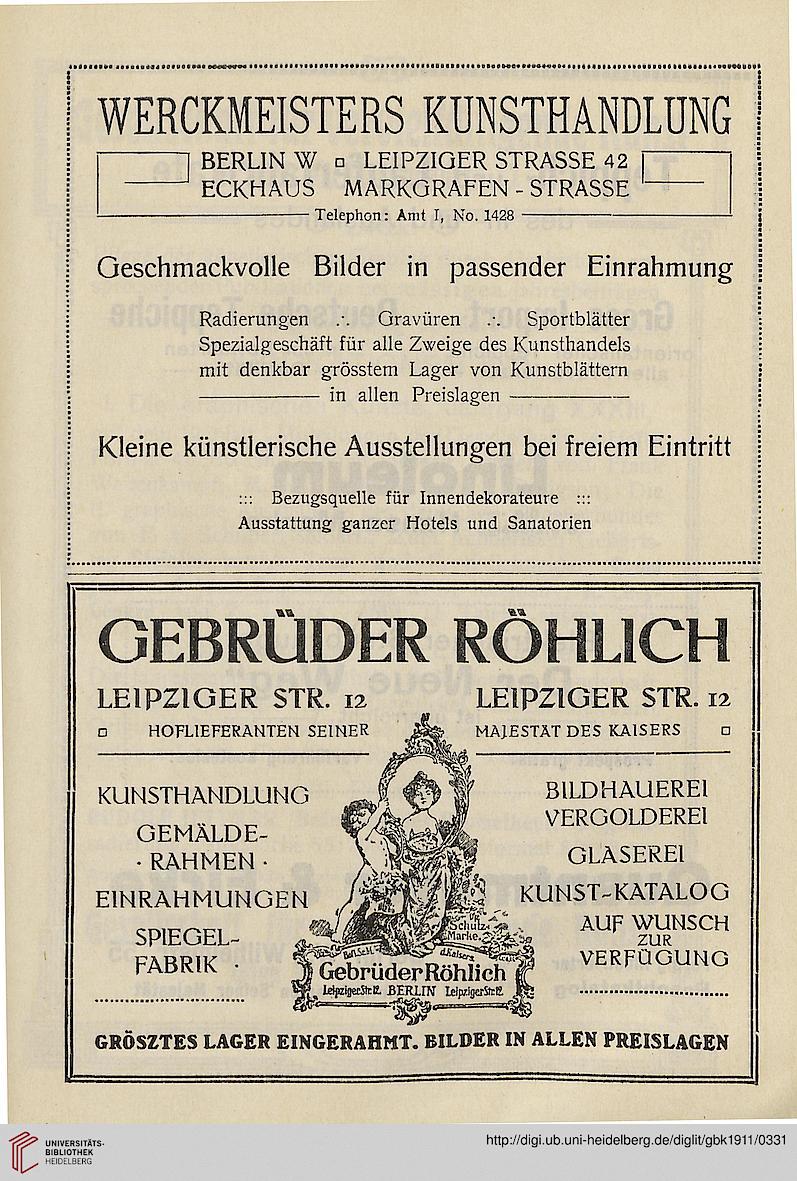 WERCKMEISTERS KUNSTHANDLUNG
BERLIN W ▫ LEIPZIGER STRASSE 42
ECKHAUS MARKGRAFEN - STRASSE
Telephon: Amt I, No. 1428
Geschmackvolle Bilder in passender Einrahmung
Radierungen .·. Gravüren .·. Sportblätter
Spezialgeschäft für alle Zweige des Kunsthandels
mit denkbar grösstem Lager von Kunstblättern
in allen Preislagen
Kleine künstlerische Ausstellungen bei freiem Eintritt
::: Bezugsquelle für Innendekorateure :::
Ausstattung ganzer Hotels und Sanatorien
GEBRÜDER RÖHLICH
LEIPZIGER STR. 12 LEIPZIGER STR. 12
▫ HOFLIEFERANTEN SEINER MAJESTÄT DES KAISERS ▫
KUNSTHANDLUNG
GEMÄLDE-
· RAHMEN ·
EINRAHMUNGEN
SPIEGEL-
FABRIK ·
BILDHAUEREI
VERGOLDEREI
GLASEREI
KUNST-KATALOG
AUF WUNSCH
ZUR
VERFÜGUNG
Schutz-
Marke.
d.Kaisers
Gebrüder Röhlich
LeipzigerStr.12. BERLIN LeipzigerStr.12.
GRÖSZTES LAGER EINGERAHMT. BILDER IN ALLEN PREISLAGEN
UNIVERSITÄTS-
BIBLIOTHEK
HEIDELBERG
http://digi.ub.uni-heidelberg.de/diglit/gbk1911/0331